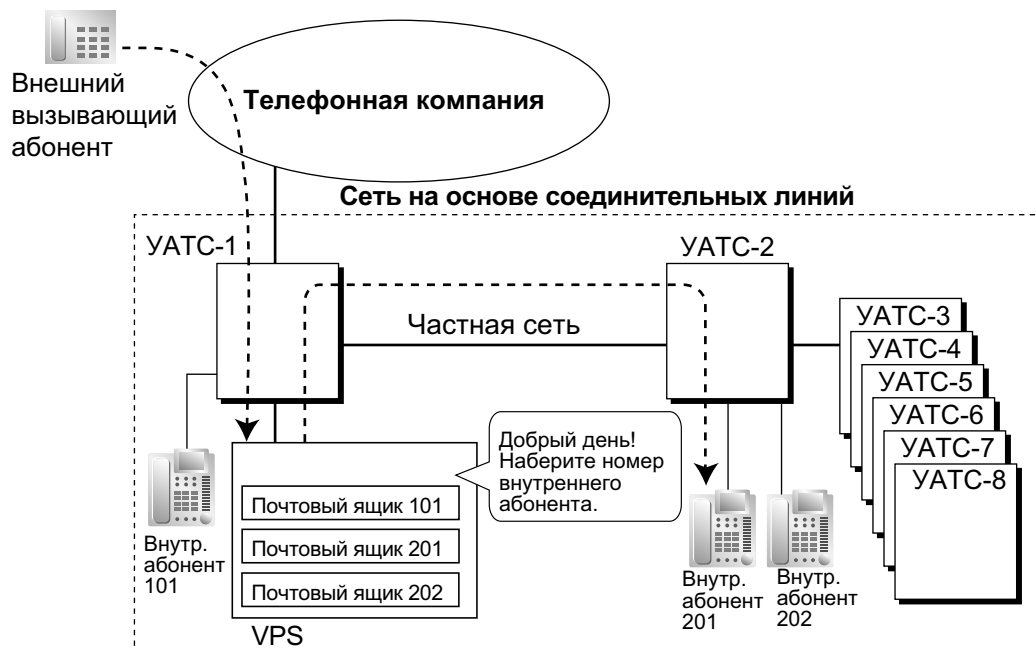 Внешний
вызывающий
абонент
Телефонная компания
Сеть на основе соединительных линий
УАТС-1
УАТС-2
Частная сеть
УАТС-3
УАТС-4
УАТС-5
УАТС-6
УАТС-7
УАТС-8
Добрый день!
Наберите номер
внутреннего
абонента.
Почтовый ящик 101
Почтовый ящик 201
Почтовый ящик 202
VPS
Внутр.
абонент
101
Внутр.
абонент
201
Внутр.
абонент
202